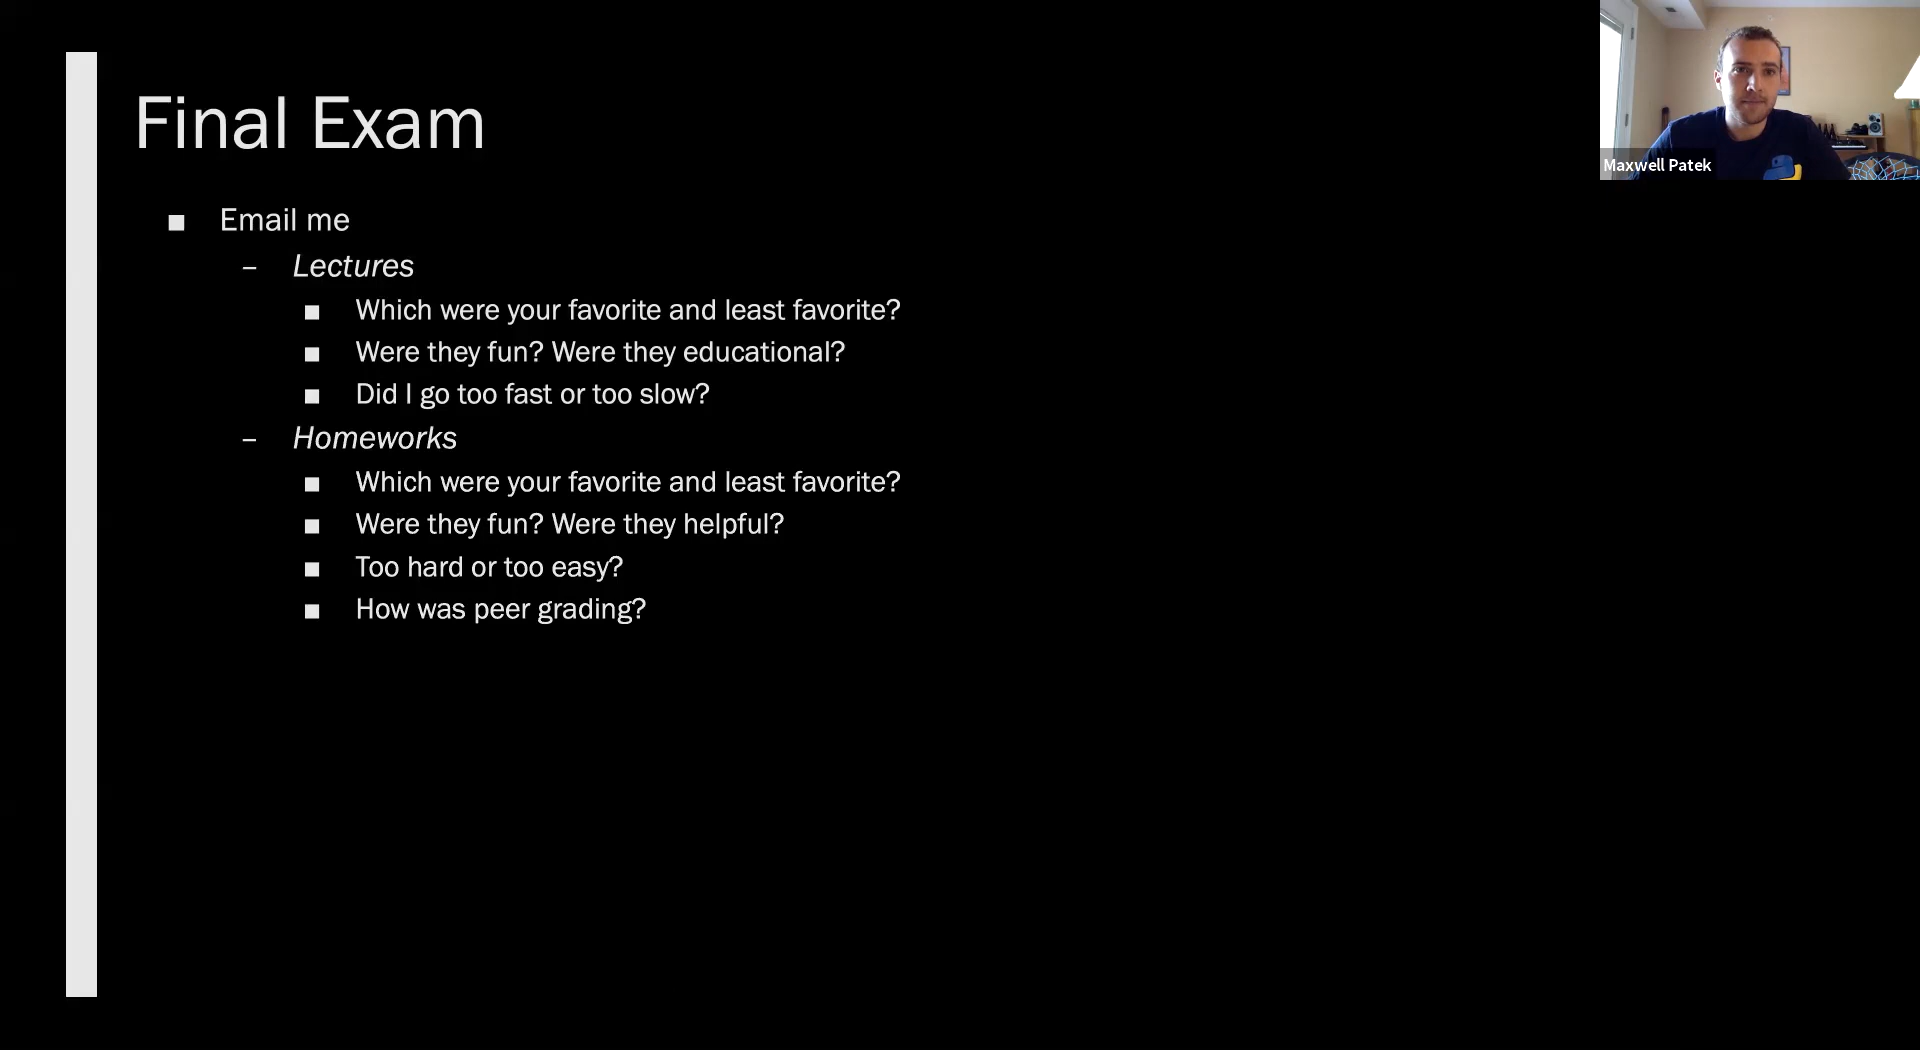 Final Exam
Maxwell Patek
■ Email me
– Lectures
■ Which were your favorite and least favorite?
■ Were they fun? Were they educational?
■ Did I go too fast or too slow?
– Homeworks
■ Which were your favorite and least favorite?
■ Were they fun? Were they helpful?
■ Too hard or too easy?
■ How was peer grading?